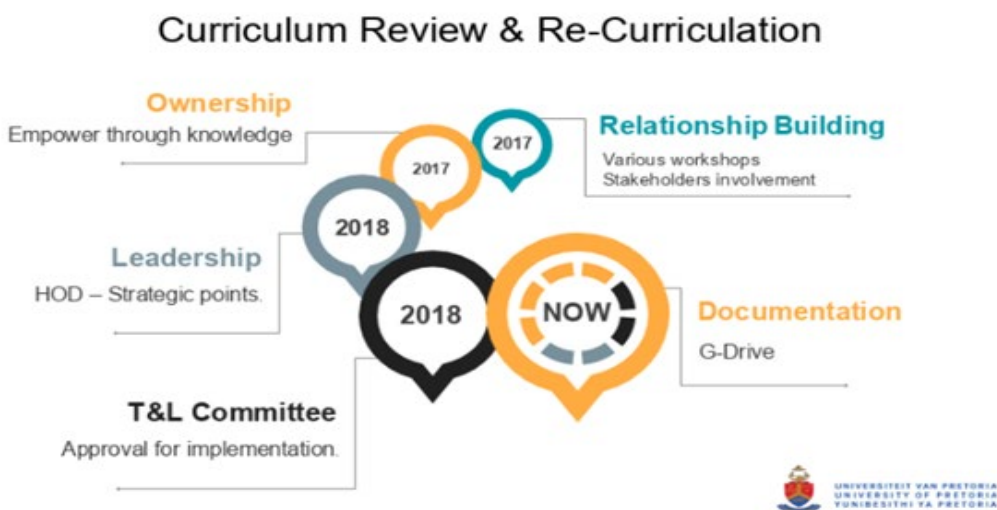 Curriculum Review & Re-Curriculation
Ownership
Empower through knowledge
2017
2017
Relationship Building
Various workshops
Stakeholders involvement
2018
Leadership
HOD – Strategic points.
2018
NOW
Documentation
G-Drive
T&L Committee
Approval for implementation.
UNIVERSITEIT VAN PRETORIA
UNIVERSITY OF PRETORIA
YUNIBESITHI YA PRETORIA